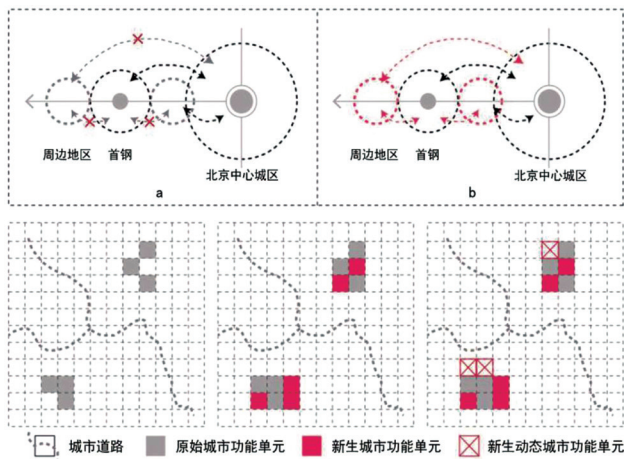 周边地区
首钢
北京中心城区
a
周边地区
首钢
北京中心城区
b
城市道路
原始城市功能单元
新生城市功能单元
新生动态城市功能单元